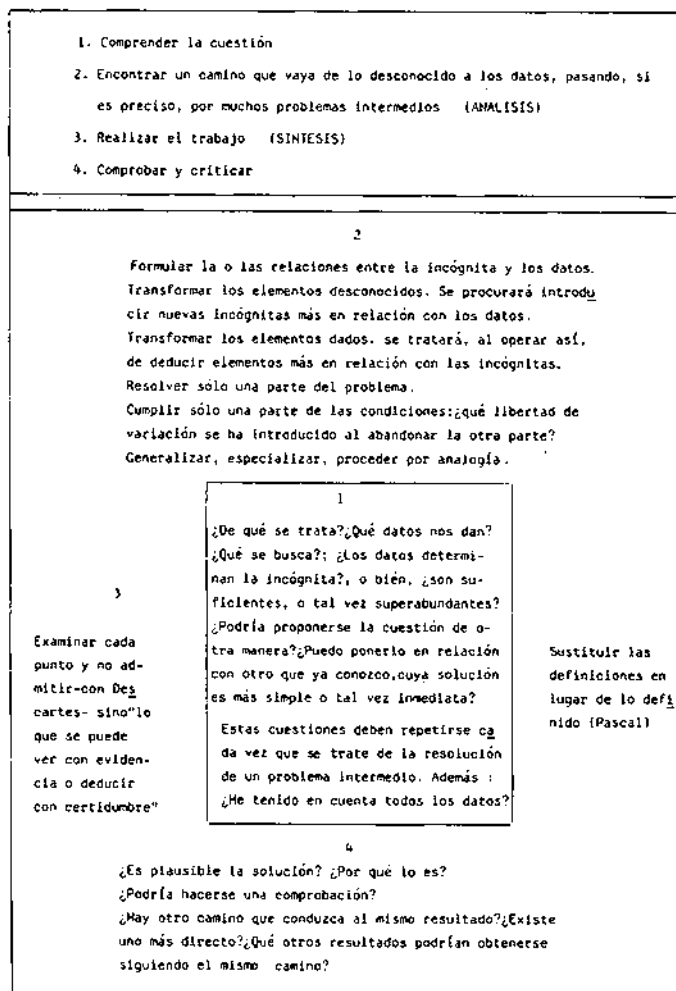 1. Comprender la cuestión
2. Encontrar un camino que vaya de lo desconocido a los datos, pasando, si
es preciso, por muchos problemas intermedios (ANALISIS)
3. Realizar el trabajo (SINTESIS)
4. Comprobar y criticar
2
Formular la o las relaciones entre la incógnita y los datos.
Transformar los elementos desconocidos. Se procurará introdu
cir nuevas incógnitas más en relación con los datos.
Transformar los elementos dados. se tratará, al operar así,
de deducir elementos más en relación con las incógnitas.
Resolver sólo una parte del problema.
Cumplir sólo una parte de las condiciones:¿qué libertad de
variación se ha introducido al abandonar la otra parte?
Generalizar, especializar, proceder por analogía.
1
¿De qué se trata?¿Qué datos nos dan?
¿Qué se busca?; ¿Los datos determi-
nan la incógnita?, o bien, ¿son su-
ficientes, o tal vez superabundantes?
¿Podría proponerse la cuestión de o-
tra manera?¿Puedo ponerlo en relación
con otro que ya conozco,cuya solución
es más simple o tal vez inmediata?
Estas cuestiones deben repetirse ca
da vez que se trate de la resolución
de un problema intermedio. Además :
¿He tenido en cuenta todos los datos?
3
Examinar cada
punto y no ad-
mitir-con Des
cartes- sino"lo
que se puede
ver con eviden-
cia o deducir
con certidumbre"
Sustituir las
definiciones en
lugar de lo defi
nido (Pascal)
4
¿Es plausible la solución? ¿Por qué lo es?
¿Podría hacerse una comprobación?
¿Hay otro camino que conduzca al mismo resultado?¿Existe
uno más directo?¿Qué otros resultados podrían obtenerse
siguiendo el mismo camino?